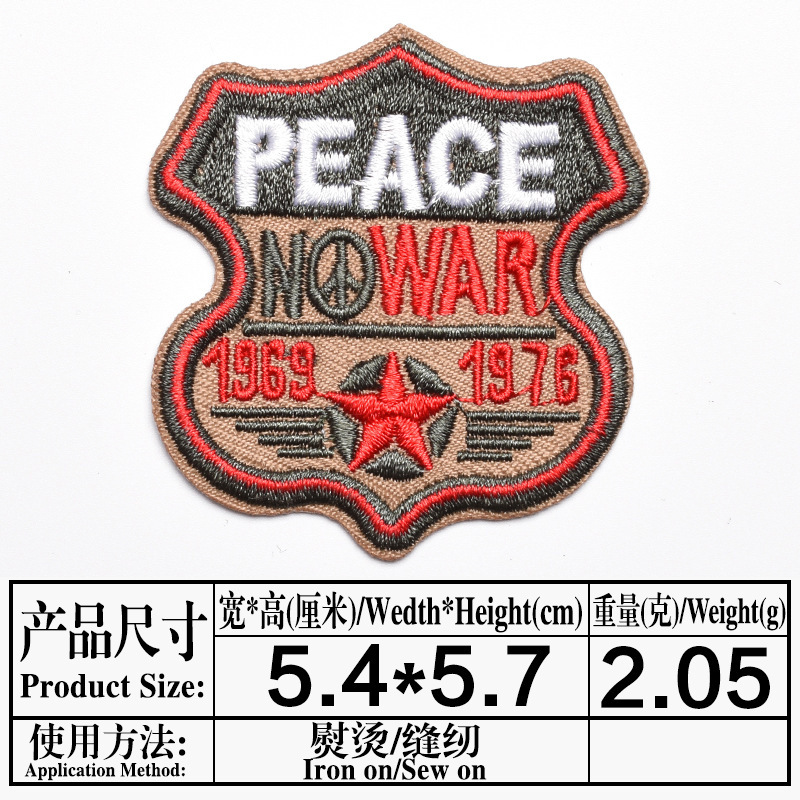 PEACE
NO WAR
1969 1976
产品尺寸
Product Size:
宽*高(厘米)/Wedth*Height(cm)
重量(克)/Weight(g)
5.4*5.7
2.05
使用方法:
Application Method:
熨烫/缝纫
Iron on/Sew on